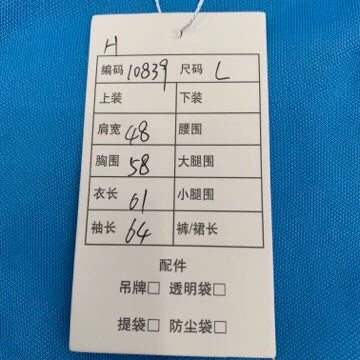 H
编码 10839 尺码 L
上装 下装
肩宽 48 腰围
胸围 58 大腿围
衣长 61 小腿围
袖长 64 裤/裙长
配件
吊牌□ 透明袋□
提袋□ 防尘袋□